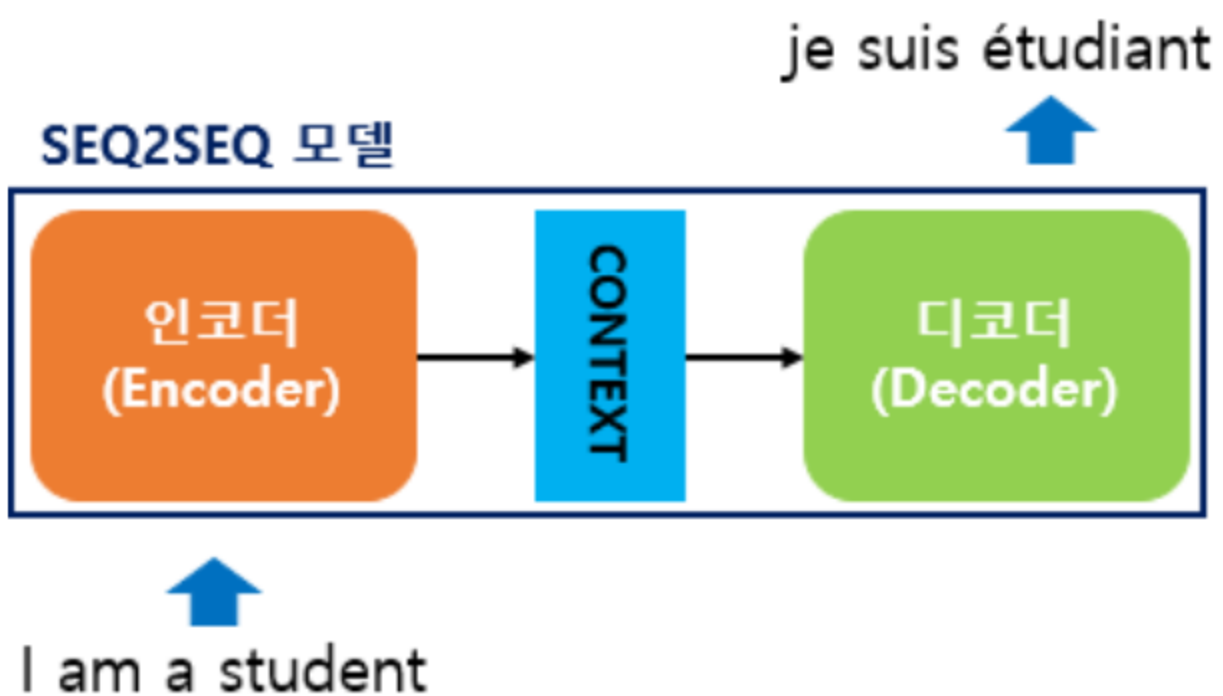 je suis étudiant
SEQ2SEQ 모델
인코더
(Encoder)
CONTEXT
디코더
(Decoder)
I am a student